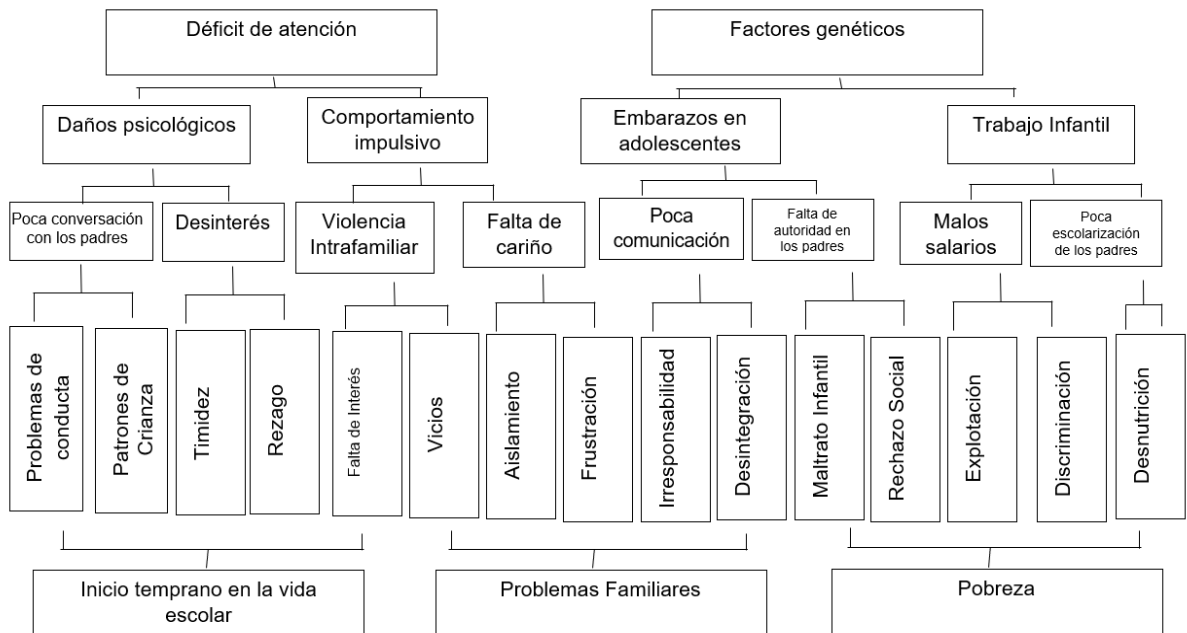 Déficit de atención
Factores genéticos
Daños psicológicos
Comportamiento
impulsivo
Embarazos en
adolescentes
Trabajo Infantil
Poca conversación
con los padres
Desinterés
Violencia
Intrafamiliar
Falta de
cariño
Poca
comunicación
Falta de
autoridad en
los padres
Malos
salarios
Poca
escolarización
de los padres
Problemas de
conducta
Patrones de
Crianza
Timidez
Rezago
Falta de Interés
Vicios
Aislamiento
Frustración
Irresponsabilidad
Desintegración
Maltrato Infantil
Rechazo Social
Explotación
Discriminación
Desnutrición
Inicio temprano en la vida
escolar
Problemas Familiares
Pobreza